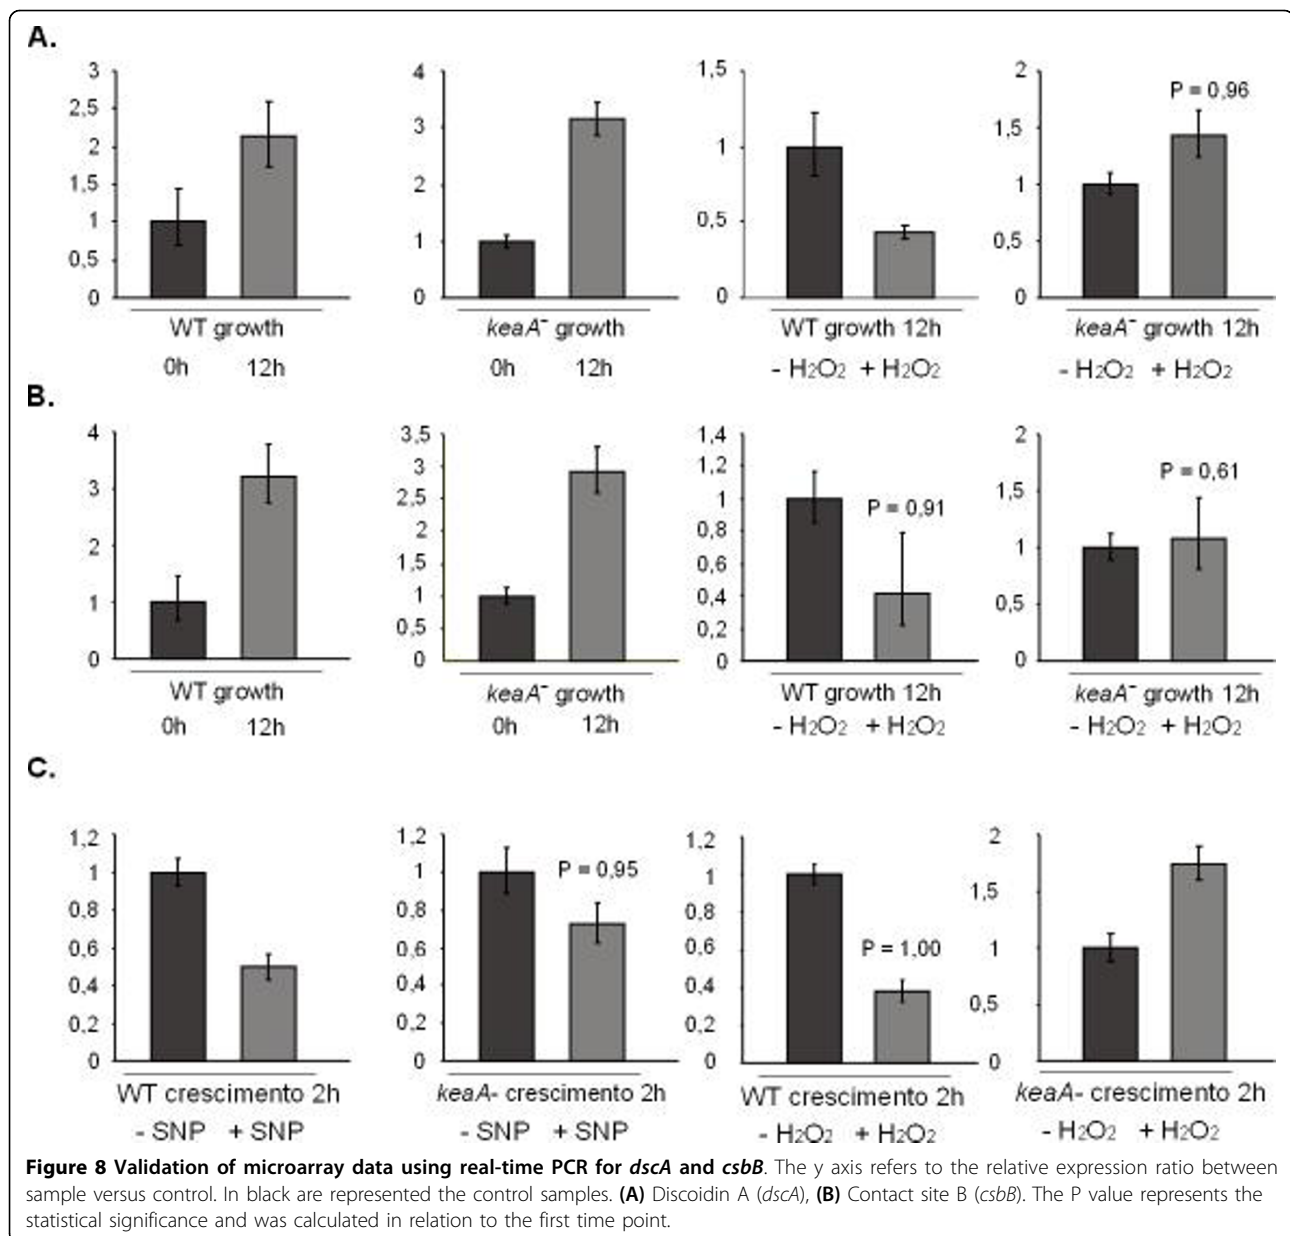 A.
3
2,5
2
1,5
1
0,5
0
WT growth
0h 12h
4
3
2
1
0
keaA⁻ growth
0h 12h
1,5
1
0,5
0
WT growth 12h
- H2O2 + H2O2
2
1,5
1
0,5
0
P = 0,96
keaA⁻ growth 12h
- H2O2 + H2O2
B.
4
3
2
1
0
WT growth
0h 12h
3,5
3
2,5
2
1,5
1
0,5
0
keaA⁻ growth
0h 12h
1,4
1,2
1
0,8
0,6
0,4
0,2
0
P = 0,91
WT growth 12h
- H2O2 + H2O2
2
1,5
1
0,5
0
P = 0,61
keaA⁻ growth 12h
- H2O2 + H2O2
C.
1,2
1
0,8
0,6
0,4
0,2
0
WT crescimento 2h
- SNP + SNP
1,2
1
0,8
0,6
0,4
0,2
0
P = 0,95
keaA- crescimento 2h
- SNP + SNP
1,2
1
0,8
0,6
0,4
0,2
0
P = 1,00
WT crescimento 2h
- H2O2 + H2O2
2
1,5
1
0,5
0
keaA- crescimento 2h
- H2O2 + H2O2
Figure 8 Validation of microarray data using real-time PCR for dscA and csbB. The y axis refers to the relative expression ratio between
sample versus control. In black are represented the control samples. (A) Discoidin A (dscA), (B) Contact site B (csbB). The P value represents the
statistical significance and was calculated in relation to the first time point.